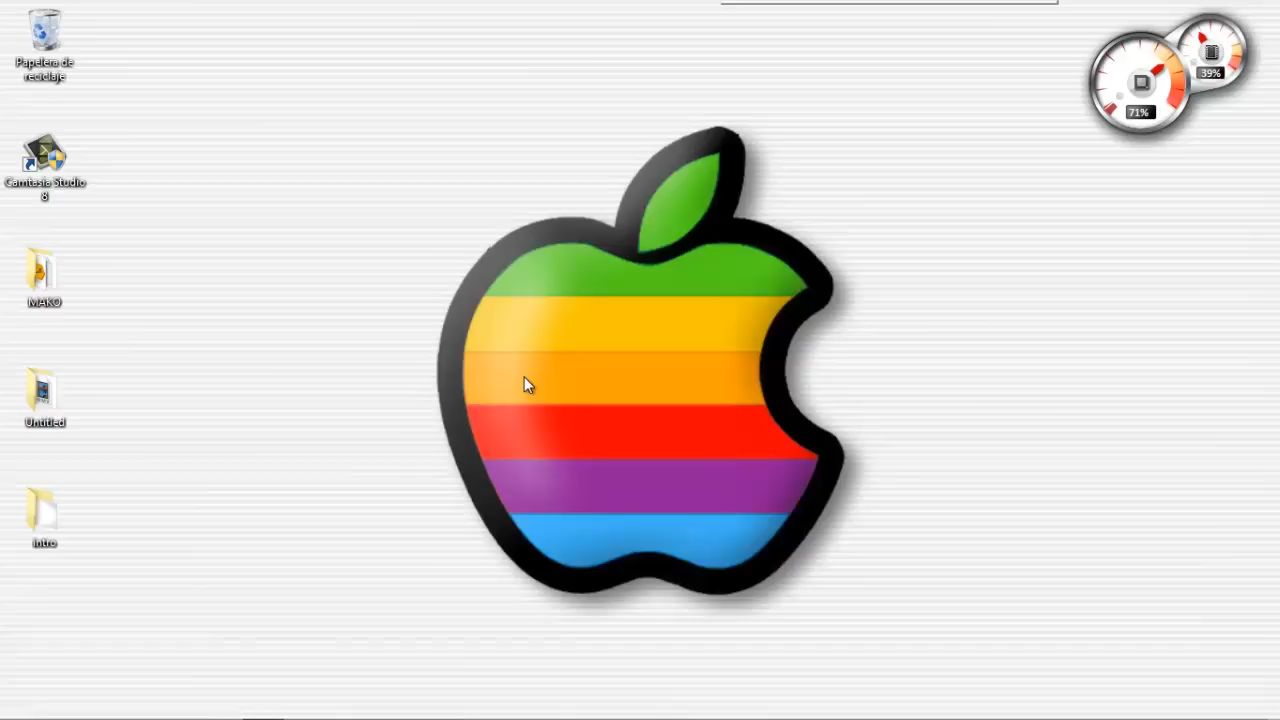 Papelera de
reciclaje
Camtasia Studio
8
MAKO
Untitled
intro
71%
39%